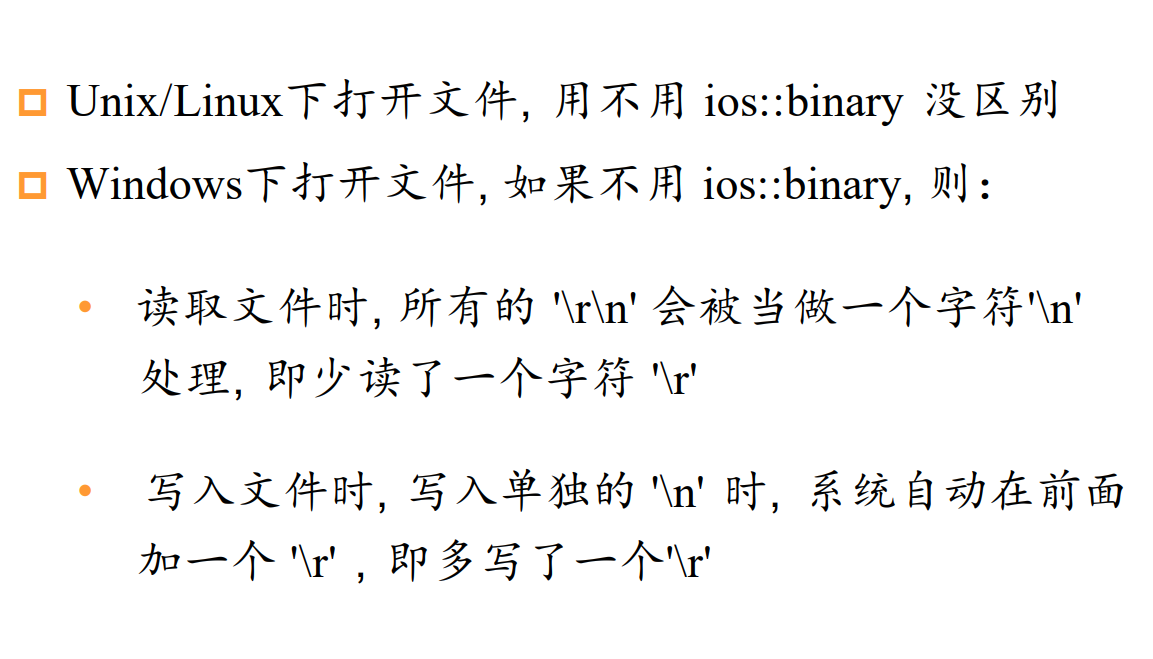 Unix/Linux下打开文件, 用不用 ios::binary 没区别
Windows下打开文件, 如果不用 ios::binary, 则：
读取文件时, 所有的 '\r\n' 会被当做一个字符'\n'
处理, 即少读了一个字符 '\r'
写入文件时, 写入单独的 '\n' 时, 系统自动在前面
加一个 '\r' , 即多写了一个'\r'